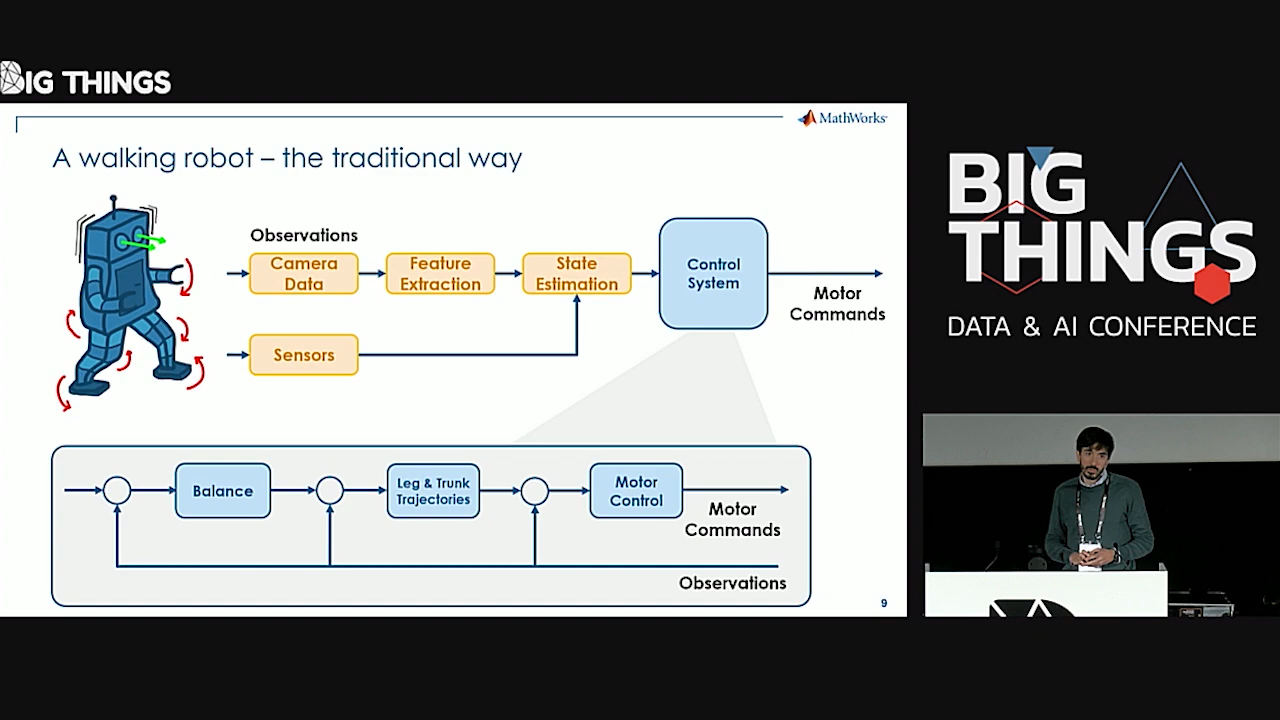 BIG THINGS
MathWorks
A walking robot – the traditional way
Observations
Camera
Data
Feature
Extraction
State
Estimation
Control
System
Motor
Commands
Sensors
Balance
Leg & Trunk
Trajectories
Motor
Control
Motor
Commands
Observations
9
BIG
THINGS
DATA & AI CONFERENCE